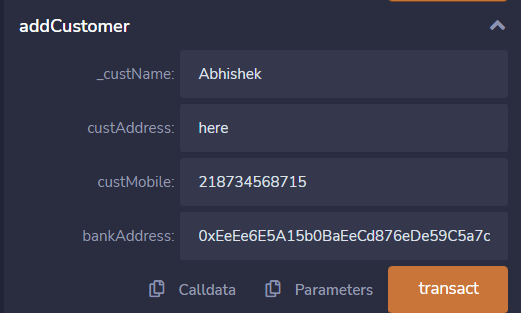 addCustomer
_custName: Abhishek
custAddress: here
custMobile: 218734568715
bankAddress: 0xEeEe6E5A15b0BaEeCd876eDe59C5a7c
Calldata Parameters transact